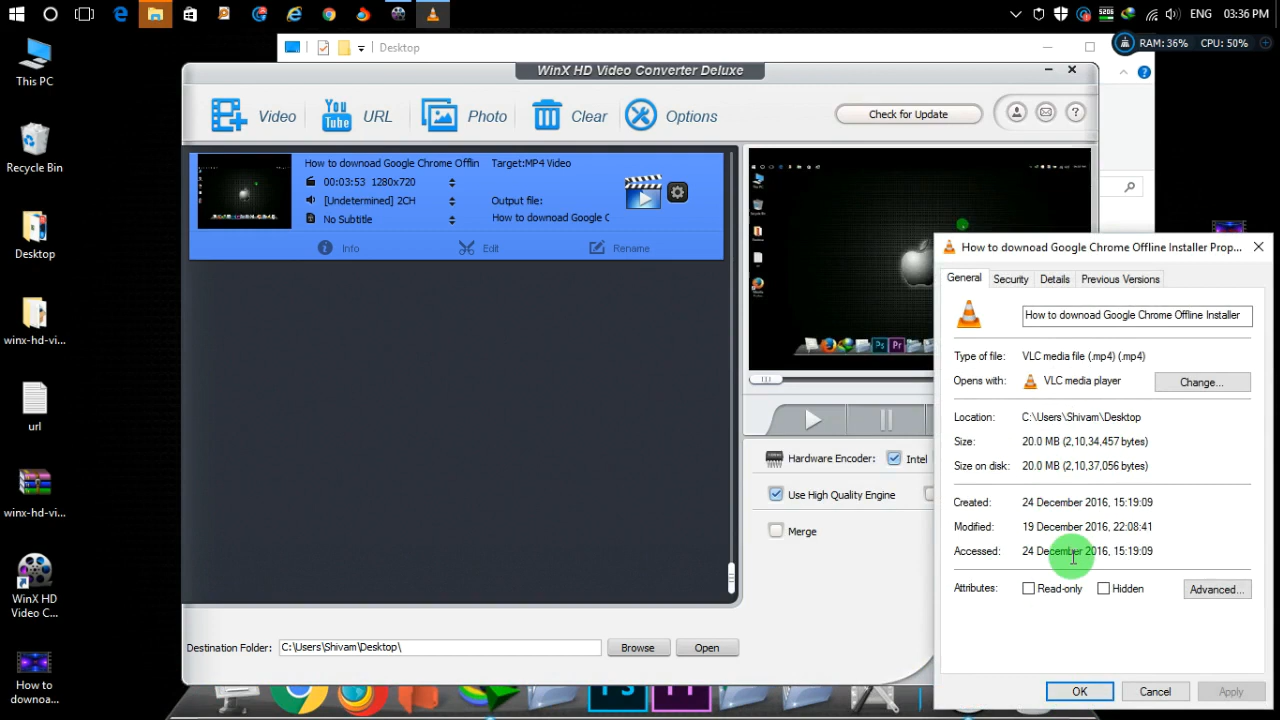 ENG 03:36 PM
Desktop
RAM: 36% CPU: 50%
This PC
Recycle Bin
Desktop
winx-hd-vi...
url
winx-hd-vi...
WinX HD
Video C...
How to
downoa...
WinX HD Video Converter Deluxe
Video
You
Tube
URL
Photo
Clear
Options
Check for Update
How to downoad Google Chrome Offlin
Target:MP4 Video
00:03:53 1280x720
[Undetermined] 2CH
Output file:
No Subtitle
How to downoad Google C
Info
Edit
Rename
Hardware Encoder:
Intel
Use High Quality Engine
Merge
Destination Folder:
C:\Users\Shivam\Desktop\
Browse
Open
How to downoad Google Chrome Offline Installer Prop...
General
Security
Details
Previous Versions
How to downoad Google Chrome Offline Installer
Type of file: VLC media file (.mp4) (.mp4)
Opens with: VLC media player
Change...
Location: C:\Users\Shivam\Desktop
Size: 20.0 MB (2,10,34,457 bytes)
Size on disk: 20.0 MB (2,10,37,056 bytes)
Created: 24 December 2016, 15:19:09
Modified: 19 December 2016, 22:08:41
Accessed: 24 December 2016, 15:19:09
Attributes: Read-only Hidden
Advanced...
OK
Cancel
Apply
Ps
Pr